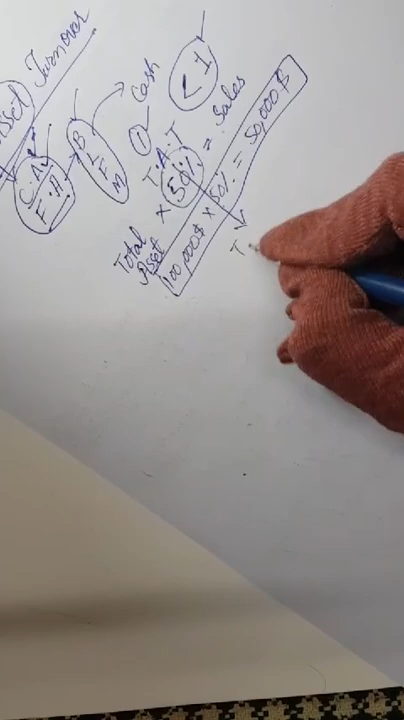 Asset Turnover
C.A
F.A
B
I
F
M
Cash
① T.A.T < 1
Total Asset × 50% = Sales
100,000$ × 50% = 50,000$
T